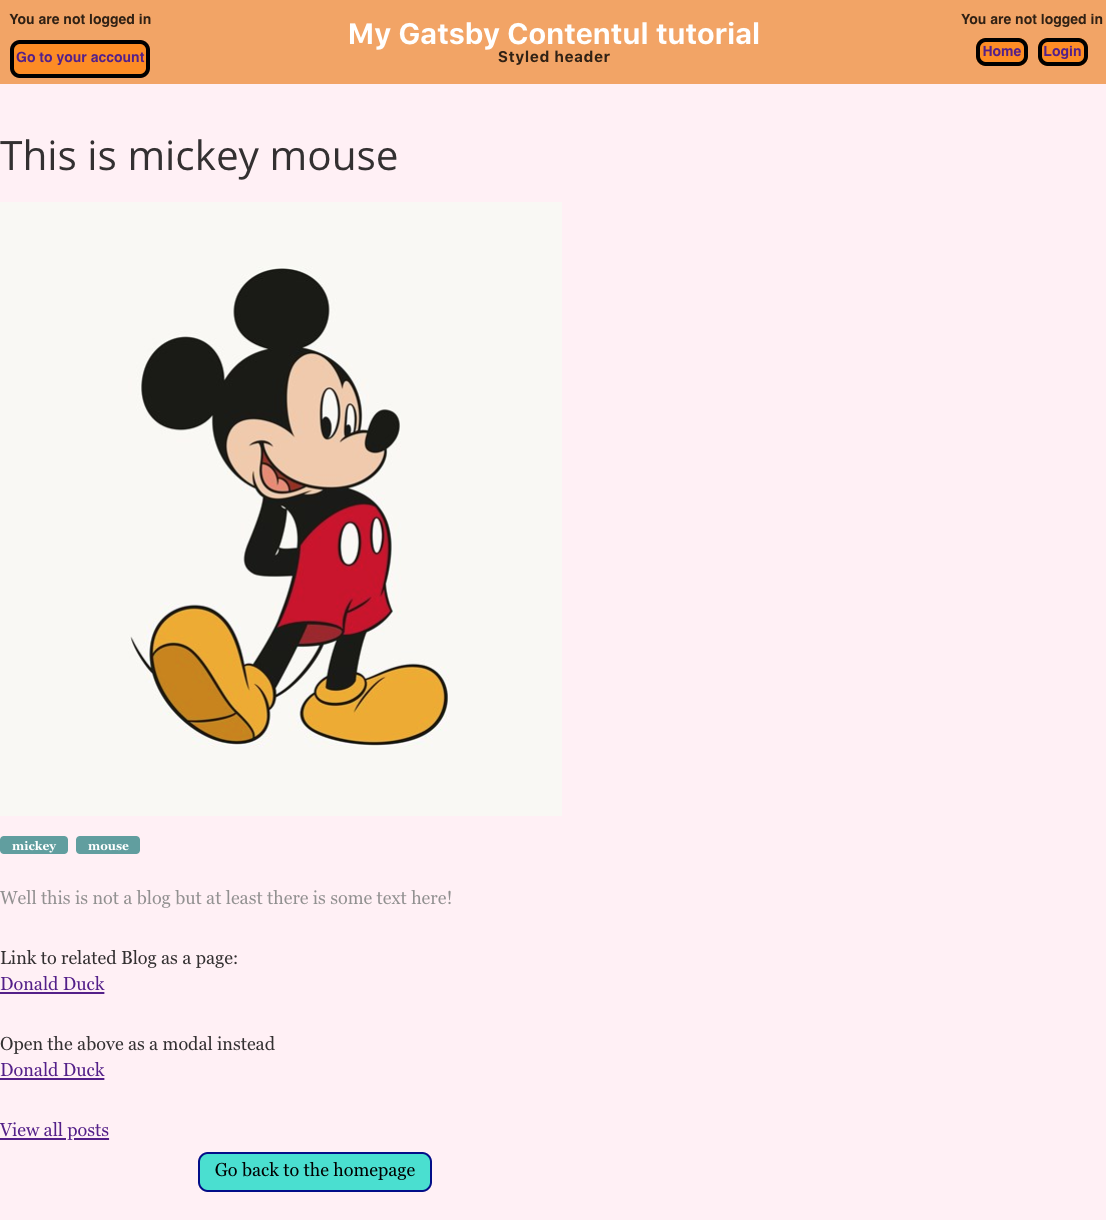 You are not logged in
Go to your account
My Gatsby Contentul tutorial
Styled header
You are not logged in
Home Login
This is mickey mouse
mickey mouse
Well this is not a blog but at least there is some text here!
Link to related Blog as a page:
Donald Duck
Open the above as a modal instead
Donald Duck
View all posts
Go back to the homepage